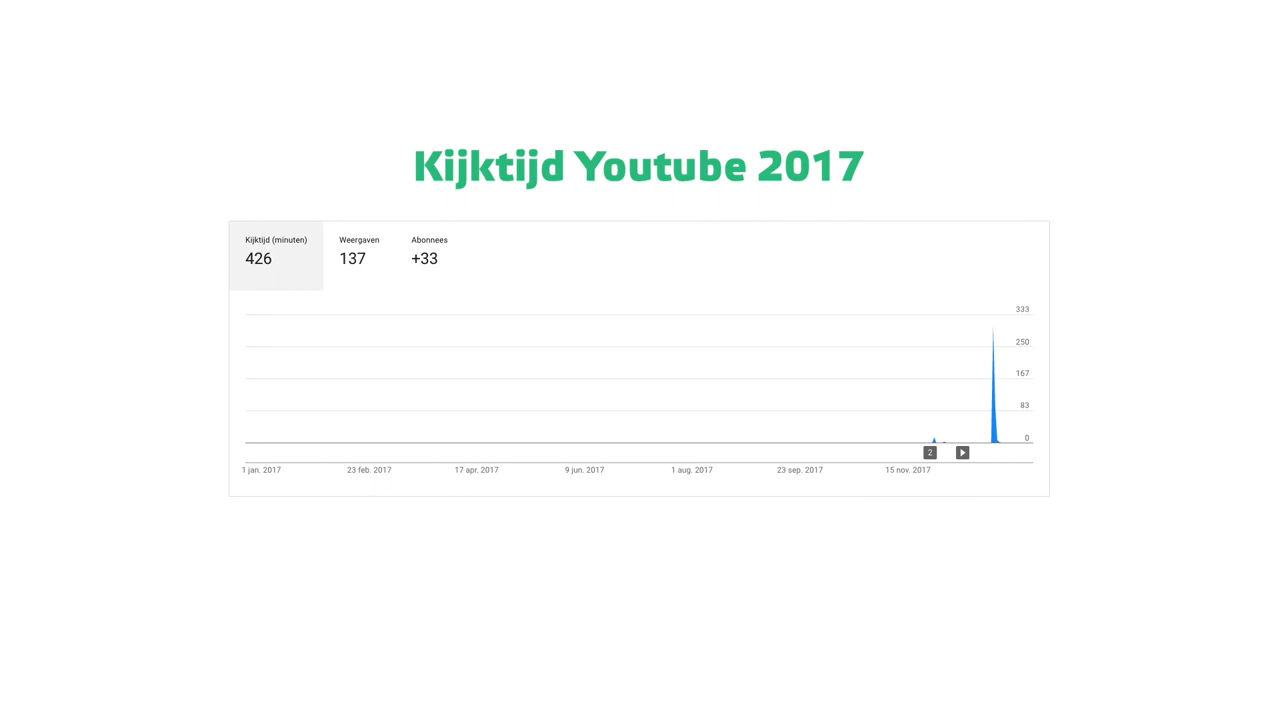 Kijktijd Youtube 2017
Kijktijd (minuten) Weergaven Abonnees
426 137 +33
333
250
167
83
0
2
1 jan. 2017 23 feb. 2017 17 apr. 2017 9 jun. 2017 1 aug. 2017 23 sep. 2017 15 nov. 2017